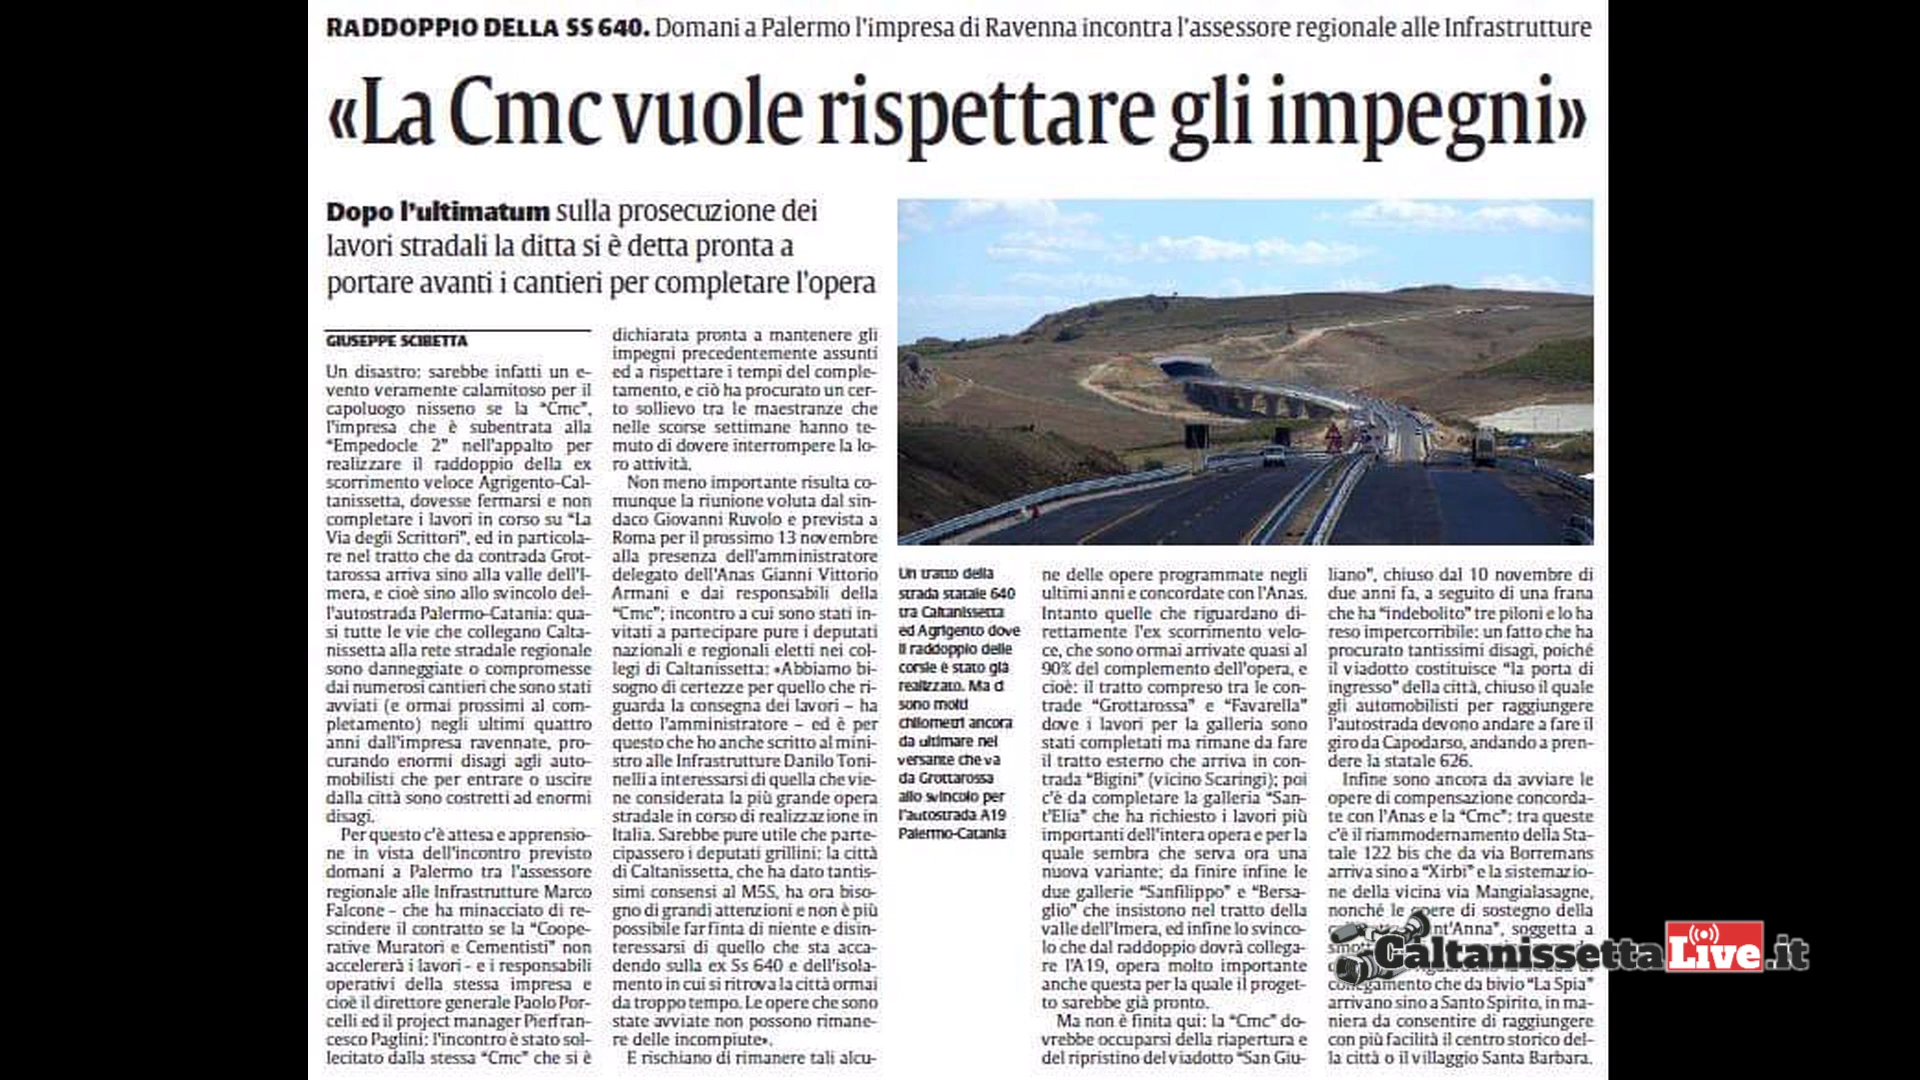 RADDOPPIO DELLA SS 640. Domani a Palermo l'impresa di Ravenna incontra l'assessore regionale alle Infrastrutture
«La Cmc vuole rispettare gli impegni»
Dopo l'ultimatum sulla prosecuzione dei
lavori stradali la ditta si è detta pronta a
portare avanti i cantieri per completare l'opera
GIUSEPPE SCIBETTA
Un disastro: sarebbe infatti un e-
vento veramente calamitoso per il
capoluogo nisseno se la "Cmc",
l'impresa che è subentrata alla
"Empedocle 2" nell'appalto per
realizzare il raddoppio della ex
scorrimento veloce Agrigento-Cal-
tanissetta, dovesse fermarsi e non
completare i lavori in corso su "La
Via degli Scrittori", ed in particola-
re nel tratto che da contrada Grot-
tarossa arriva sino alla valle dell'I-
mera, e cioè sino allo svincolo del-
l'autostrada Palermo-Catania: qua-
si tutte le vie che collegano Calta-
nissetta alla rete stradale regionale
sono danneggiate o compromesse
dai numerosi cantieri che sono stati
avviati (e ormai prossimi al com-
pletamento) negli ultimi quattro
anni dall'impresa ravennate, pro-
curando enormi disagi agli auto-
mobilisti che per entrare o uscire
dalla città sono costretti ad enormi
disagi.
Per questo c'è attesa e apprensio-
ne in vista dell'incontro previsto
domani a Palermo tra l'assessore
regionale alle Infrastrutture Marco
Falcone - che ha minacciato di re-
scindere il contratto se la "Coope-
rative Muratori e Cementisti" non
accelererà i lavori - e i responsabili
operativi della stessa impresa e
cioè il direttore generale Paolo Por-
celli ed il project manager Pierfran-
cesco Paglini: l'incontro è stato sol-
lecitato dalla stessa "Cmc" che si è
dichiarata pronta a mantenere gli
impegni precedentemente assunti
ed a rispettare i tempi del comple-
tamento, e ciò ha procurato un cer-
to sollievo tra le maestranze che
nelle scorse settimane hanno te-
muto di dovere interrompere la lo-
ro attività.
Non meno importante risulta co-
munque la riunione voluta dal sin-
daco Giovanni Ruvolo e prevista a
Roma per il prossimo 13 novembre
alla presenza dell'amministratore
delegato dell'Anas Gianni Vittorio
Armani e dai responsabili della
"Cmc"; incontro a cui sono stati in-
vitati a partecipare pure i deputati
nazionali e regionali eletti nei col-
legi di Caltanissetta: «Abbiamo bi-
sogno di certezze per quello che ri-
guarda la consegna dei lavori – ha
detto l'amministratore – ed è per
questo che ho anche scritto al mini-
stro alle Infrastrutture Danilo Toni-
nelli a interessarsi di quella che vie-
ne considerata la più grande opera
stradale in corso di realizzazione in
Italia. Sarebbe pure utile che parte-
cipassero i deputati grillini: la città
di Caltanissetta, che ha dato tantis-
simi consensi al M5S, ha ora biso-
gno di grandi attenzioni e non è più
possibile far finta di niente e disin-
teressarsi di quello che sta acca-
dendo sulla ex Ss 640 e dell'isola-
mento in cui si ritrova la città ormai
da troppo tempo. Le opere che sono
state avviate non possono rimane-
re delle incompiute».
E rischiano di rimanere tali alcu-
Un tratto della
strada statale 640
tra Caltanissetta
ed Agrigento dove
il raddoppio delle
corsie è stato già
realizzato. Ma ci
sono molti
chilometri ancora
da ultimare nel
versante che va
da Grottarossa
allo svincolo per
l'autostrada A19
Palermo-Catania
ne delle opere programmate negli
ultimi anni e concordate con l'Anas.
Intanto quelle che riguardano di-
rettamente l'ex scorrimento velo-
ce, che sono ormai arrivate quasi al
90% del complemento dell'opera, e
cioè: il tratto compreso tra le con-
trade "Grottarossa" e "Favarella"
dove i lavori per la galleria sono
stati completati ma rimane da fare
il tratto esterno che arriva in con-
trada "Bigini" (vicino Scaringi); poi
c'è da completare la galleria "San-
t'Elia" che ha richiesto i lavori più
importanti dell'intera opera e per la
quale sembra che serva ora una
nuova variante; da finire infine le
due gallerie "Sanfilippo" e "Bersa-
glio" che insistono nel tratto della
valle dell'Imera, ed infine lo svinco-
lo che dal raddoppio dovrà collega-
re l'A19, opera molto importante
anche questa per la quale il proget-
to sarebbe già pronto.
Ma non è finita qui: la "Cmc" do-
vrebbe occuparsi della riapertura e
del ripristino del viadotto "San Giu-
liano", chiuso dal 10 novembre di
due anni fa, a seguito di una frana
che ha "indebolito" tre piloni e lo ha
reso impercorribile: un fatto che ha
procurato tantissimi disagi, poiché
il viadotto costituisce "la porta di
ingresso" della città, chiuso il quale
gli automobilisti per raggiungere
l'autostrada devono andare a fare il
giro da Capodarso, andando a pren-
dere la statale 626.
Infine sono ancora da avviare le
opere di compensazione concorda-
te con l'Anas e la "Cmc": tra queste
c'è il riammodernamento della Sta-
tale 122 bis che da via Borremans
arriva sino a "Xirbi" e la sistemazio-
ne della vicina via Mangialasagne,
nonché le opere di sostegno della
nt'Anna", soggetta a
CaltanissettaLive.it
collegamento che da bivio "La Spia"
arrivano sino a Santo Spirito, in ma-
niera da consentire di raggiungere
con più facilità il centro storico del-
la città o il villaggio Santa Barbara.